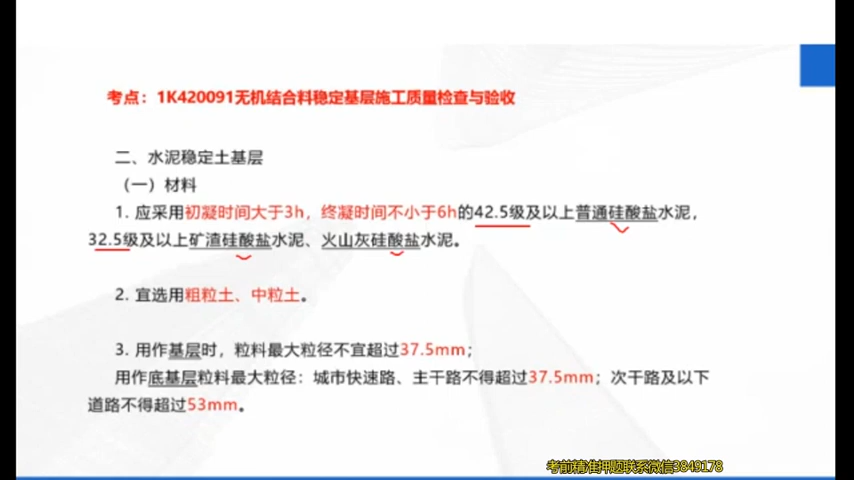 考点：1K420091无机结合料稳定基层施工质量检查与验收
二、水泥稳定土基层
（一）材料
1. 应采用初凝时间大于3h，终凝时间不小于6h的42.5级及以上普通硅酸盐水泥，
32.5级及以上矿渣硅酸盐水泥、火山灰硅酸盐水泥。
2. 宜选用粗粒土、中粒土。
3. 用作基层时，粒料最大粒径不宜超过37.5mm；
用作底基层粒料最大粒径：城市快速路、主干路不得超过37.5mm；次干路及以下
道路不得超过53mm。
考前精准押题联系微信3849178